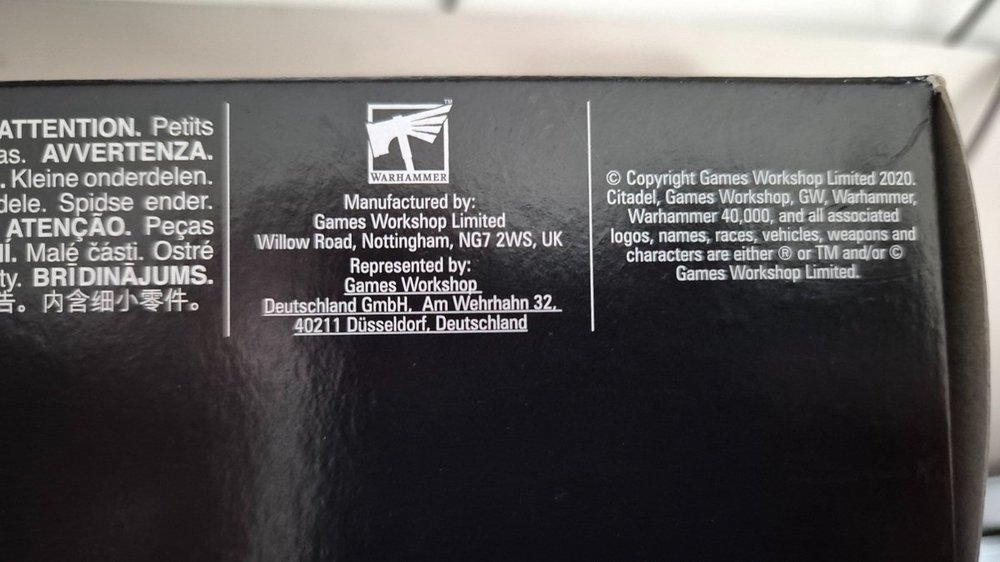 ATTENTION. Petits
as. AVVERTENZA.
. Kleine onderdelen.
dele. Spidse ender.
ATENÇÃO. Peças
Malé části. Ostré
ty. BRĪDINĀJUMS.
告。内含细小零件。
TM
WARHAMMER
Manufactured by:
Games Workshop Limited
Willow Road, Nottingham, NG7 2WS, UK
Represented by:
Games Workshop
Deutschland GmbH, Am Wehrhahn 32,
40211 Düsseldorf, Deutschland
© Copyright Games Workshop Limited 2020.
Citadel, Games Workshop, GW, Warhammer,
Warhammer 40,000, and all associated
logos, names, races, vehicles, weapons and
characters are either ® or TM and/or ©
Games Workshop Limited.